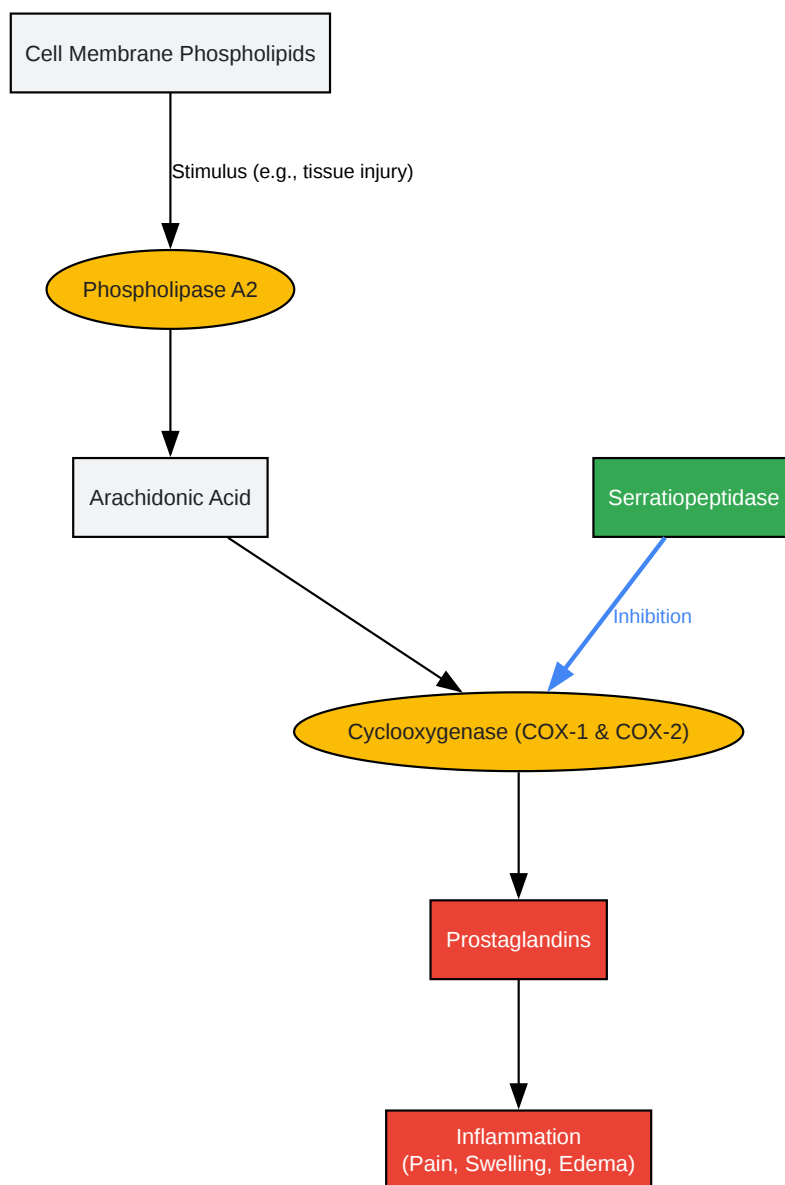 Cell Membrane Phospholipids
Stimulus (e.g., tissue injury)
Phospholipase A2
Arachidonic Acid
Serratiopeptidase
Inhibition
Cyclooxygenase (COX-1 & COX-2)
Prostaglandins
Inflammation
(Pain, Swelling, Edema)